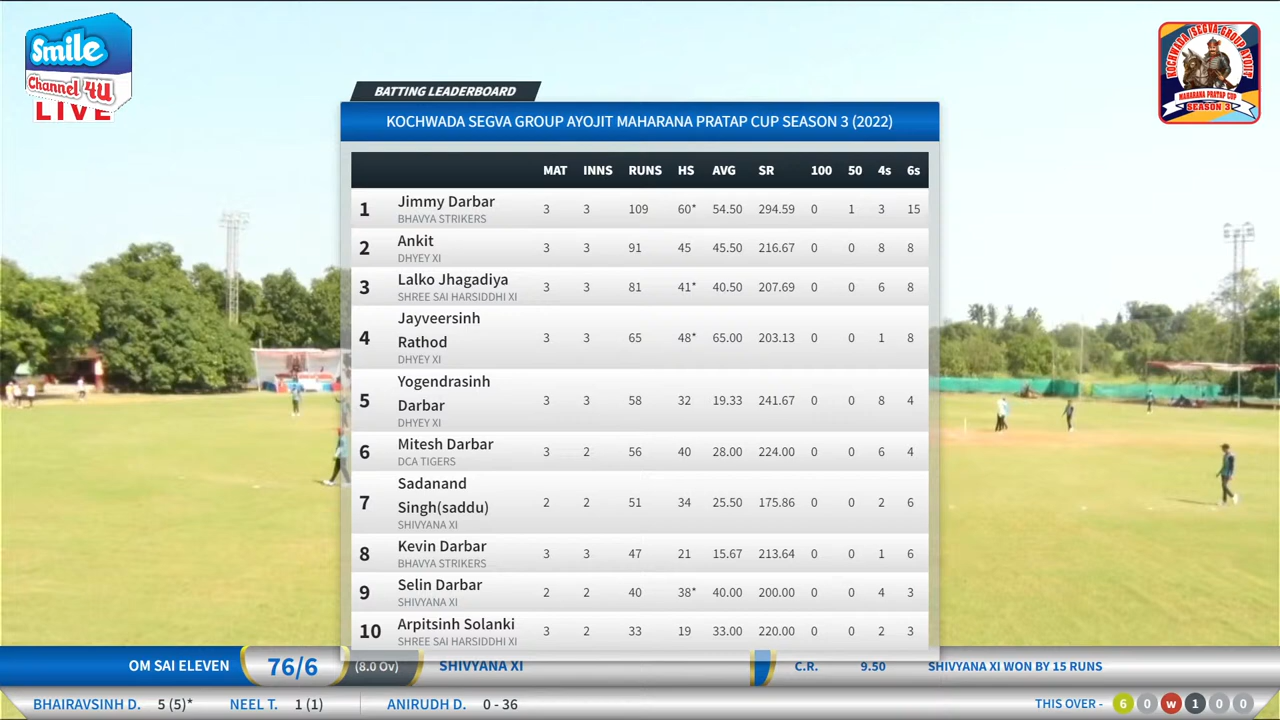 Smile
Channel 4U
LIVE
KOCHWADA/SEGVA GROUP AYOJIT
MAHARANA PRATAP CUP
SEASON 3
BATTING LEADERBOARD
KOCHWADA SEGVA GROUP AYOJIT MAHARANA PRATAP CUP SEASON 3 (2022)
MAT INNS RUNS HS AVG SR 100 50 4s 6s
1 Jimmy Darbar 3 3 109 60* 54.50 294.59 0 1 3 15
BHAVYA STRIKERS
2 Ankit 3 3 91 45 45.50 216.67 0 0 8 8
DHYEY XI
3 Lalko Jhagadiya 3 3 81 41* 40.50 207.69 0 0 6 8
SHREE SAI HARSIDDHI XI
4 Jayveersinh
Rathod 3 3 65 48* 65.00 203.13 0 0 1 8
DHYEY XI
5 Yogendrasinh
Darbar 3 3 58 32 19.33 241.67 0 0 8 4
DHYEY XI
6 Mitesh Darbar 3 2 56 40 28.00 224.00 0 0 6 4
DCA TIGERS
7 Sadanand
Singh(saddu) 2 2 51 34 25.50 175.86 0 0 2 6
SHIVYANA XI
8 Kevin Darbar 3 3 47 21 15.67 213.64 0 0 1 6
BHAVYA STRIKERS
9 Selin Darbar 2 2 40 38* 40.00 200.00 0 0 4 3
SHIVYANA XI
10 Arpitsinh Solanki 3 2 33 19 33.00 220.00 0 0 2 3
SHREE SAI HARSIDDHI XI
OM SAI ELEVEN 76/6 (8.0 Ov) SHIVYANA XI C.R. 9.50 SHIVYANA XI WON BY 15 RUNS
BHAIRAVSINH D. 5 (5)* NEEL T. 1 (1) ANIRUDH D. 0 - 36 THIS OVER - 6 0 w 1 0 0